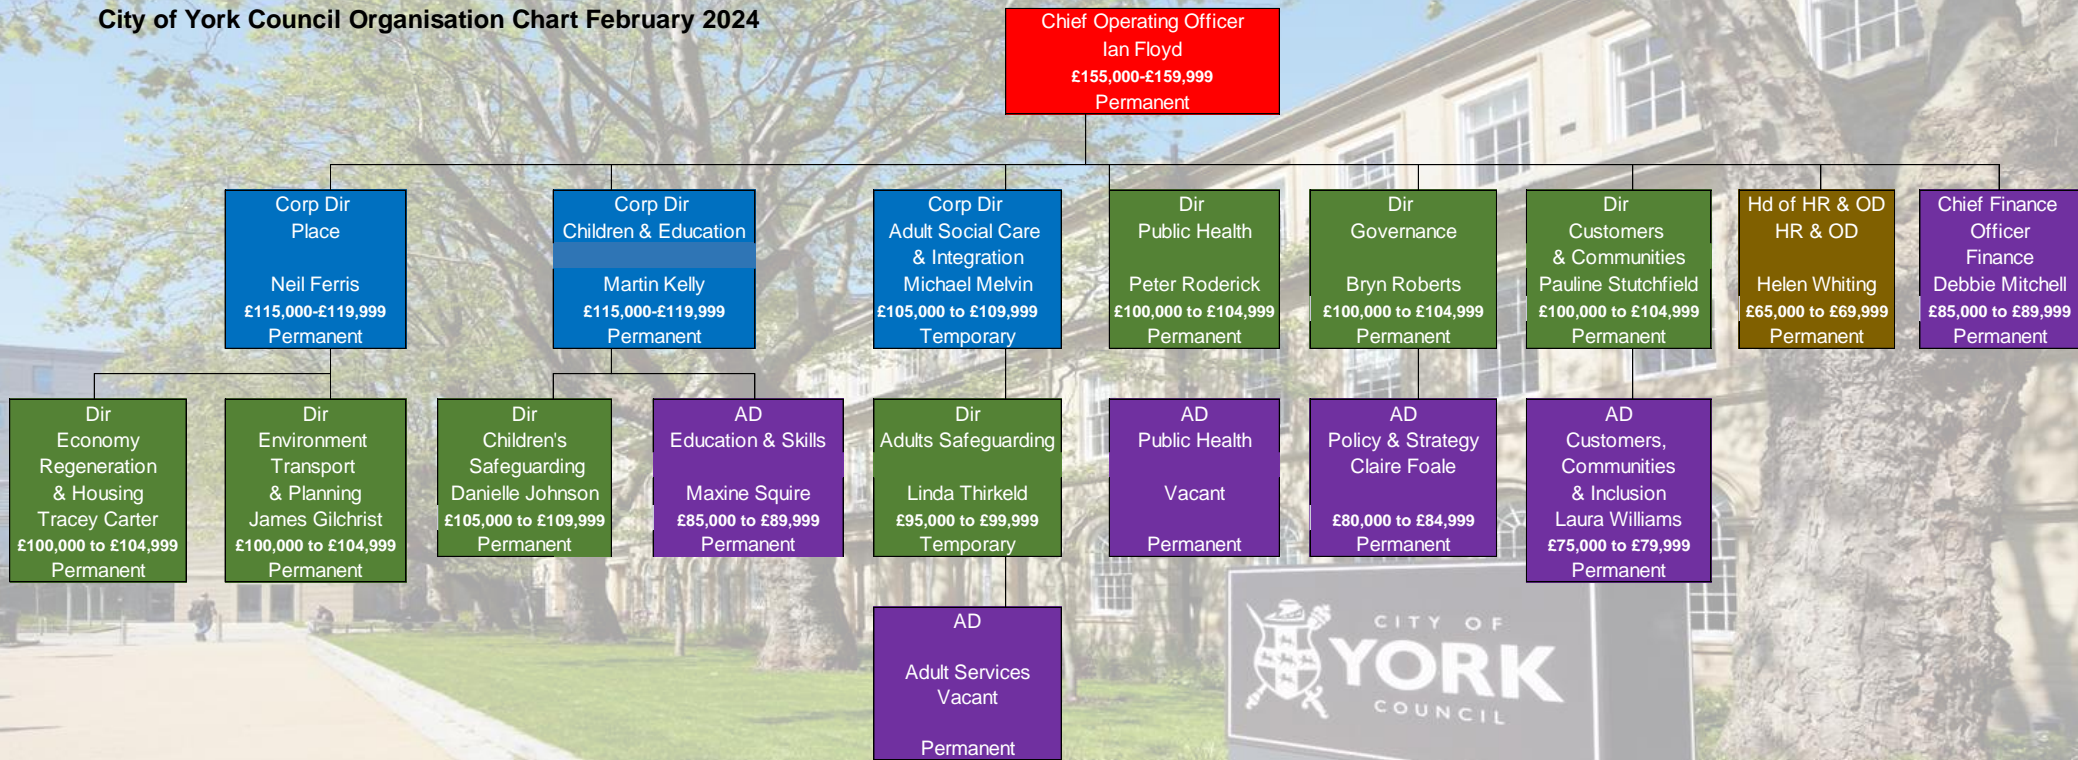 City of York Council Organisation Chart February 2024
Chief Operating Officer
Ian Floyd
£155,000-£159,999
Permanent
Corp Dir
Place
Neil Ferris
£115,000-£119,999
Permanent
Corp Dir
Children & Education
Martin Kelly
£115,000-£119,999
Permanent
Corp Dir
Adult Social Care
& Integration
Michael Melvin
£105,000 to £109,999
Temporary
Dir
Public Health
Peter Roderick
£100,000 to £104,999
Permanent
Dir
Governance
Bryn Roberts
£100,000 to £104,999
Permanent
Dir
Customers
& Communities
Pauline Stutchfield
£100,000 to £104,999
Permanent
Hd of HR & OD
HR & OD
Helen Whiting
£65,000 to £69,999
Permanent
Chief Finance
Officer
Finance
Debbie Mitchell
£85,000 to £89,999
Permanent
Dir
Economy
Regeneration
& Housing
Tracey Carter
£100,000 to £104,999
Permanent
Dir
Environment
Transport
& Planning
James Gilchrist
£100,000 to £104,999
Permanent
Dir
Children's
Safeguarding
Danielle Johnson
£105,000 to £109,999
Permanent
AD
Education & Skills
Maxine Squire
£85,000 to £89,999
Permanent
Dir
Adults Safeguarding
Linda Thirkeld
£95,000 to £99,999
Temporary
AD
Public Health
Vacant
Permanent
AD
Policy & Strategy
Claire Foale
£80,000 to £84,999
Permanent
AD
Customers,
Communities
& Inclusion
Laura Williams
£75,000 to £79,999
Permanent
AD
Adult Services
Vacant
Permanent
CITY OF
YORK
COUNCIL